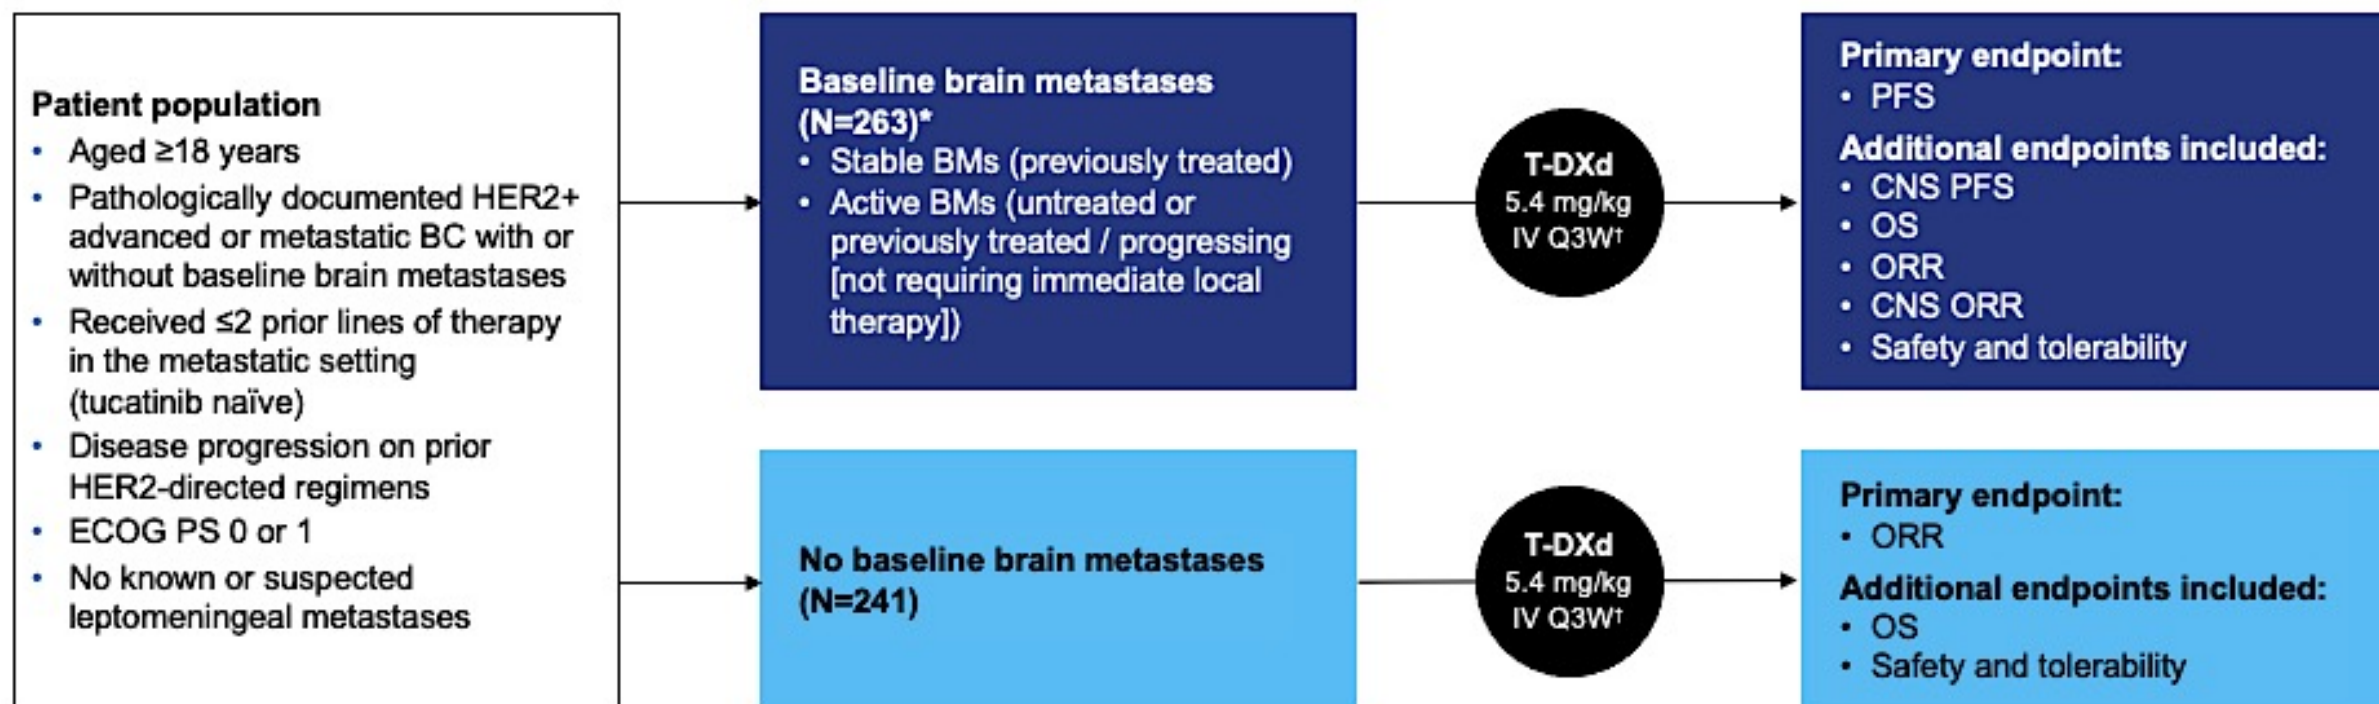 Patient population
• Aged ≥18 years
• Pathologically documented HER2+
advanced or metastatic BC with or
without baseline brain metastases
• Received ≤2 prior lines of therapy
in the metastatic setting
(tucatinib naïve)
• Disease progression on prior
HER2-directed regimens
• ECOG PS 0 or 1
• No known or suspected
leptomeningeal metastases
Baseline brain metastases
(N=263)*
• Stable BMs (previously treated)
• Active BMs (untreated or
previously treated / progressing
[not requiring immediate local
therapy])
T-DXd
5.4 mg/kg
IV Q3W†
Primary endpoint:
• PFS
Additional endpoints included:
• CNS PFS
• OS
• ORR
• CNS ORR
• Safety and tolerability
No baseline brain metastases
(N=241)
T-DXd
5.4 mg/kg
IV Q3W†
Primary endpoint:
• ORR
Additional endpoints included:
• OS
• Safety and tolerability